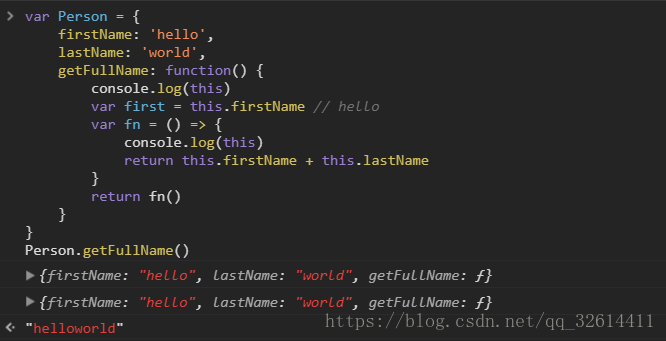 > var Person = {
    firstName: 'hello',
    lastName: 'world',
    getFullName: function() {
        console.log(this)
        var first = this.firstName // hello
        var fn = () => {
            console.log(this)
            return this.firstName + this.lastName
        }
        return fn()
    }
}
Person.getFullName()
▶ {firstName: "hello", lastName: "world", getFullName: ƒ}
▶ {firstName: "hello", lastName: "world", getFullName: ƒ}
"helloworld"
https://blog.csdn.net/qq_32614411